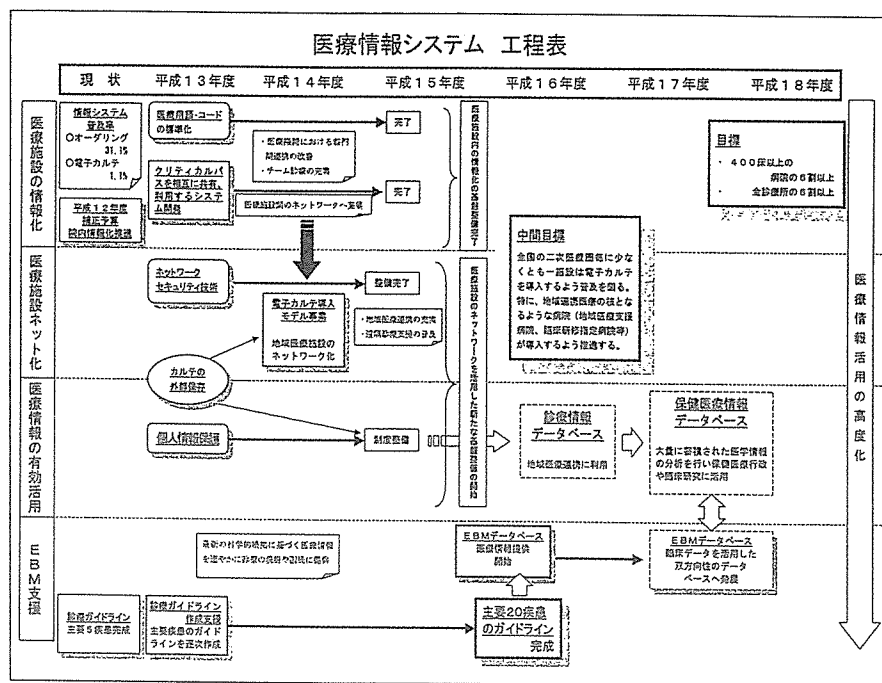 医療情報システム 工程表
現状 平成13年度 平成14年度 平成15年度 平成16年度 平成17年度 平成18年度
医療施設の情報化
情報システム
普及率
○オーダリング
31.1%
○電子カルテ
1.1%
平成12年度
補正予算
院内情報化推進
医療用語・コード
の標準化
完了
クリティカルパ
スを相互に共有、
利用するシステ
ム開発
・医療施設における部門
間連携の改善
・チーム診療の充実
完了
医療施設間のネットワークへ発展
医療施設内の情報化の基盤整備完了
目標
・ 400床以上の
病院の6割以上
・ 全診療所の6割以上
中間目標
全国の二次医療圏毎に少な
くとも一施設は電子カルテ
を導入するよう普及を図る。
特に、地域連携医療の核とな
るような病院（地域医療支援
病院、臨床研修指定病院等）
が導入するよう推進する。
医療施設ネット化
ネットワーク
セキュリティ技術
整備完了
電子カルテ導入
モデル事業
地域医療施設の
ネットワーク化
・地域医療連携の充実
・遠隔診療支援の普及
カルテの
外部保存
医療施設のネットワークを活用した新たな基盤整備の開始
医療情報の有効活用
個人情報保護
制度整備
診療情報
データベース
地域医療連携に利用
保健医療情報
データベース
大量に蓄積された医学情報
の分析を行い保健医療行政
や臨床研究に活用
EBM支援
最新の科学的根拠に基づく医療情報
を速やかに
EBMデータベース
医療情報提供
開始
EBMデータベース
臨床データを活用した
双方向性のデータ
ベースへ発展
診療ガイドライン
主要5疾患完成
診療ガイドライン
作成支援
主要疾患のガイド
ラインを逐次作成
主要20疾患
のガイドライン
完成
医療情報活用の高度化